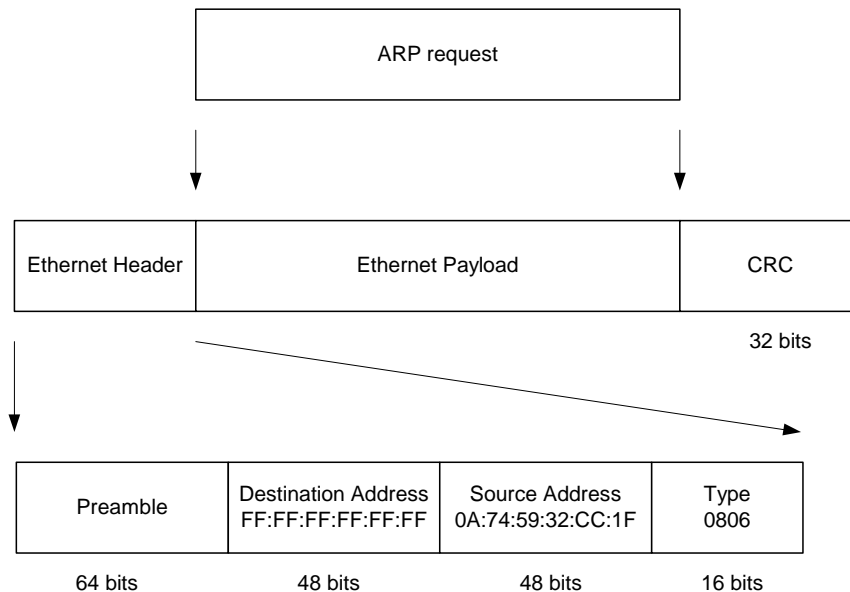 ARP request
Ethernet Header
Ethernet Payload
CRC
32 bits
Preamble
Destination Address
FF:FF:FF:FF:FF:FF
Source Address
0A:74:59:32:CC:1F
Type
0806
64 bits
48 bits
48 bits
16 bits